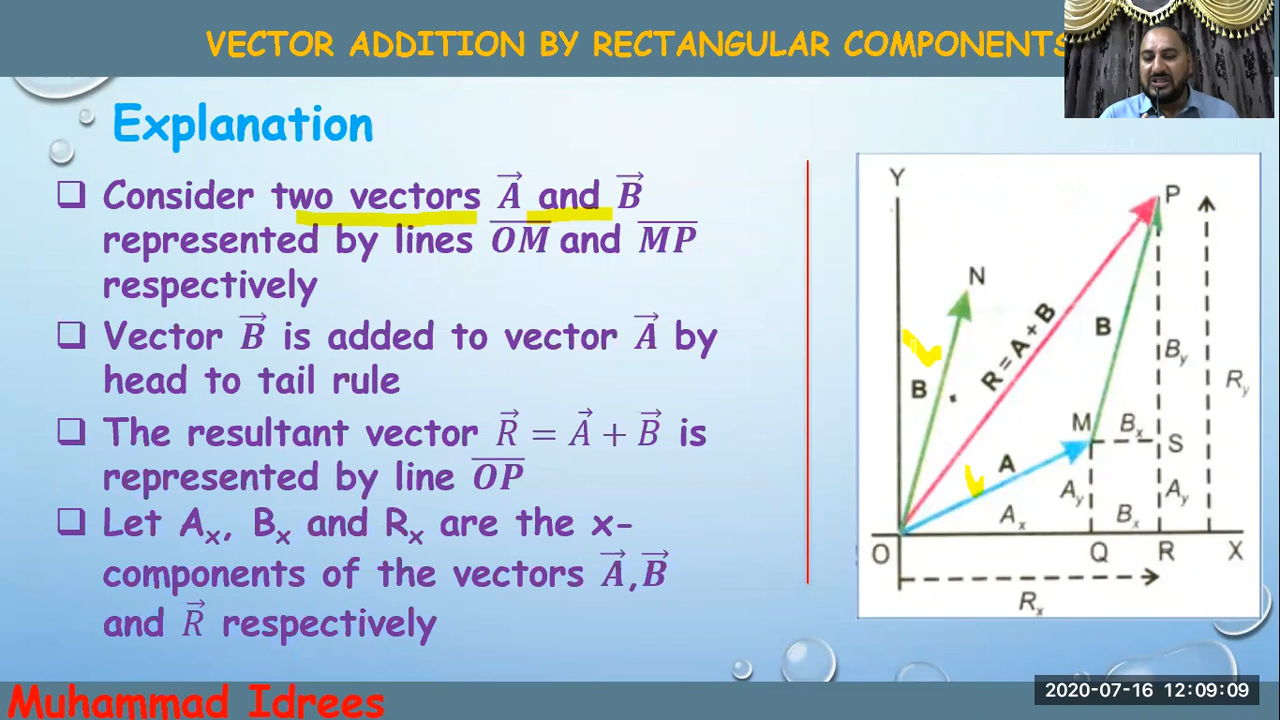 VECTOR ADDITION BY RECTANGULAR COMPONENTS
Explanation
❑ Consider two vectors A⃗ and B⃗
represented by lines O̅M̅ and M̅P̅
respectively
❑ Vector B⃗ is added to vector A⃗ by
head to tail rule
❑ The resultant vector R⃗ = A⃗ + B⃗ is
represented by line O̅P̅
❑ Let Aₓ, Bₓ and Rₓ are the x-
components of the vectors A⃗,B⃗
and R⃗ respectively
Y
P
N
R = A + B
B
B
By
Ry
M
Bx
S
A
Ay
Ay
Ax
Bx
O
Q
R
X
Rx
Muhammad Idrees
2020-07-16 12:09:09